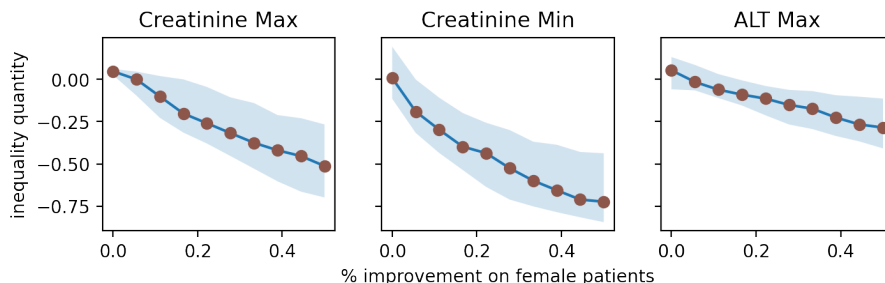 Creatinine Max
Creatinine Min
ALT Max
inequality quantity
0.00
−0.25
−0.50
−0.75
0.0 0.2 0.4
0.0 0.2 0.4
0.0 0.2 0.4
% improvement on female patients